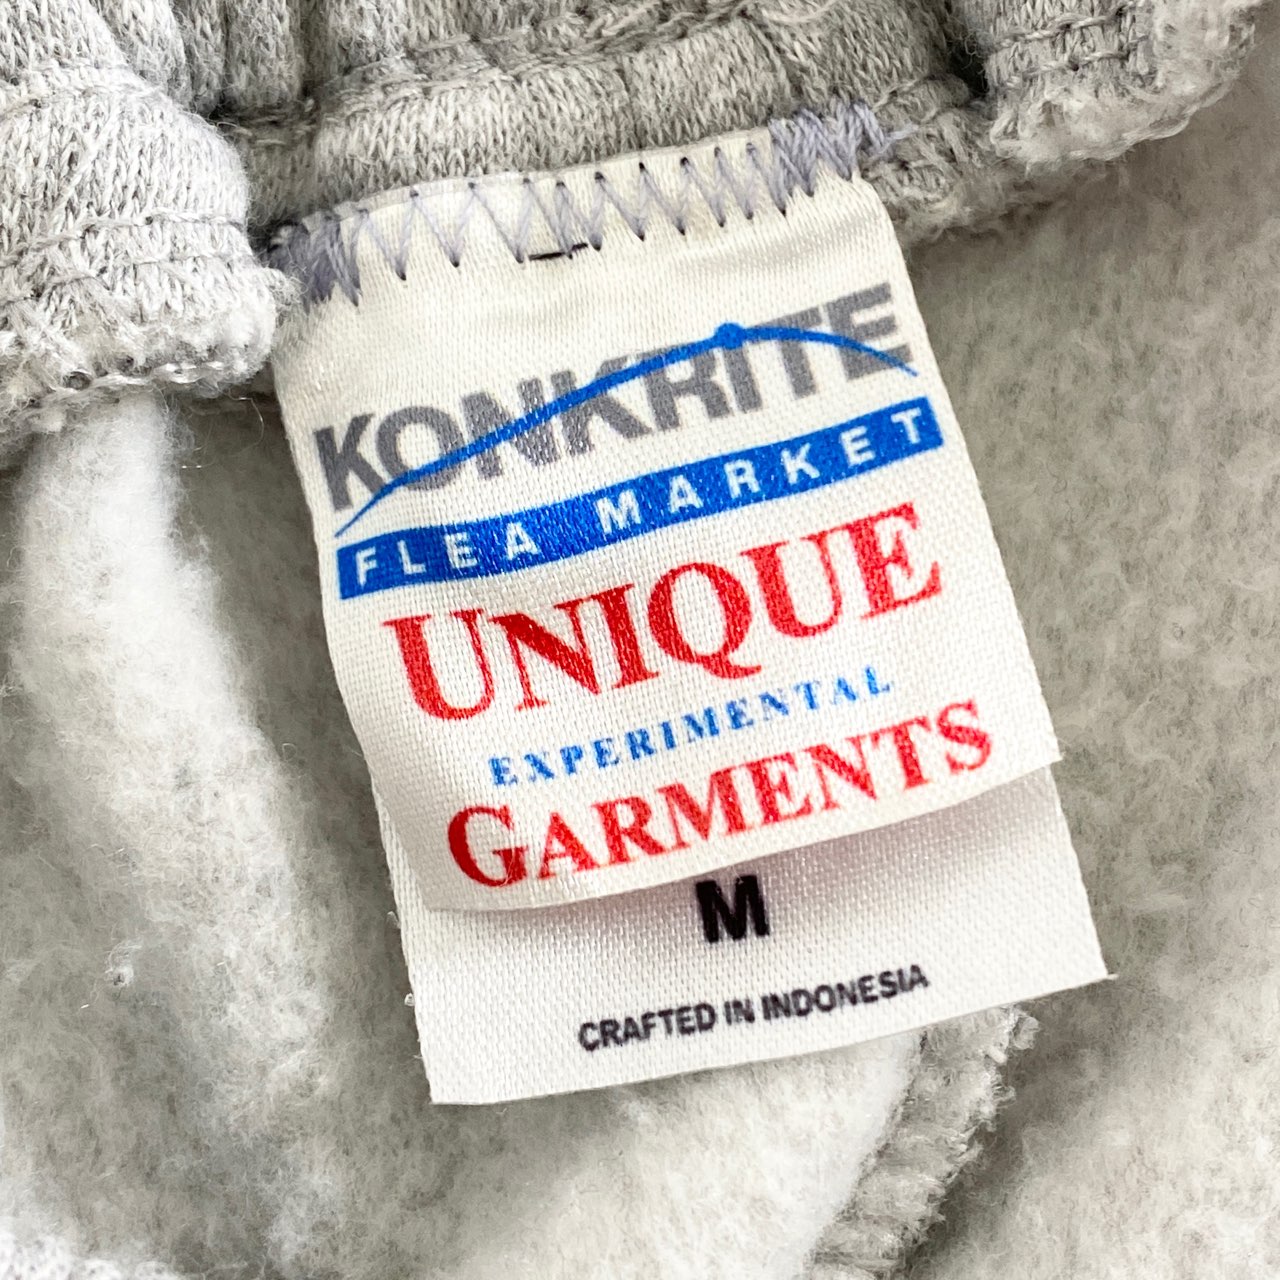 KONKRITE
FLEA MARKET
UNIQUE
EXPERIMENTAL
GARMENTS
M
CRAFTED IN INDONESIA